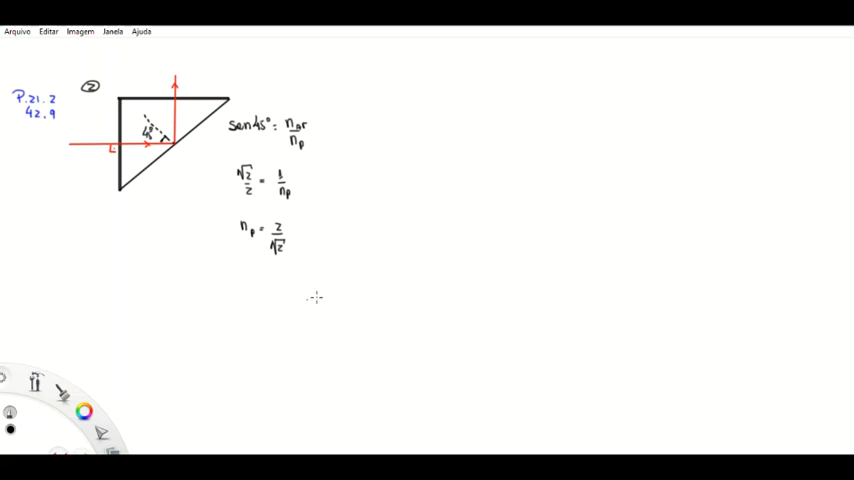 Arquivo Editar Imagem Janela Ajuda
P.21.2
42.9
2
45°
sen45° = nar/np
√2/2 = 1/np
np = 2/√2